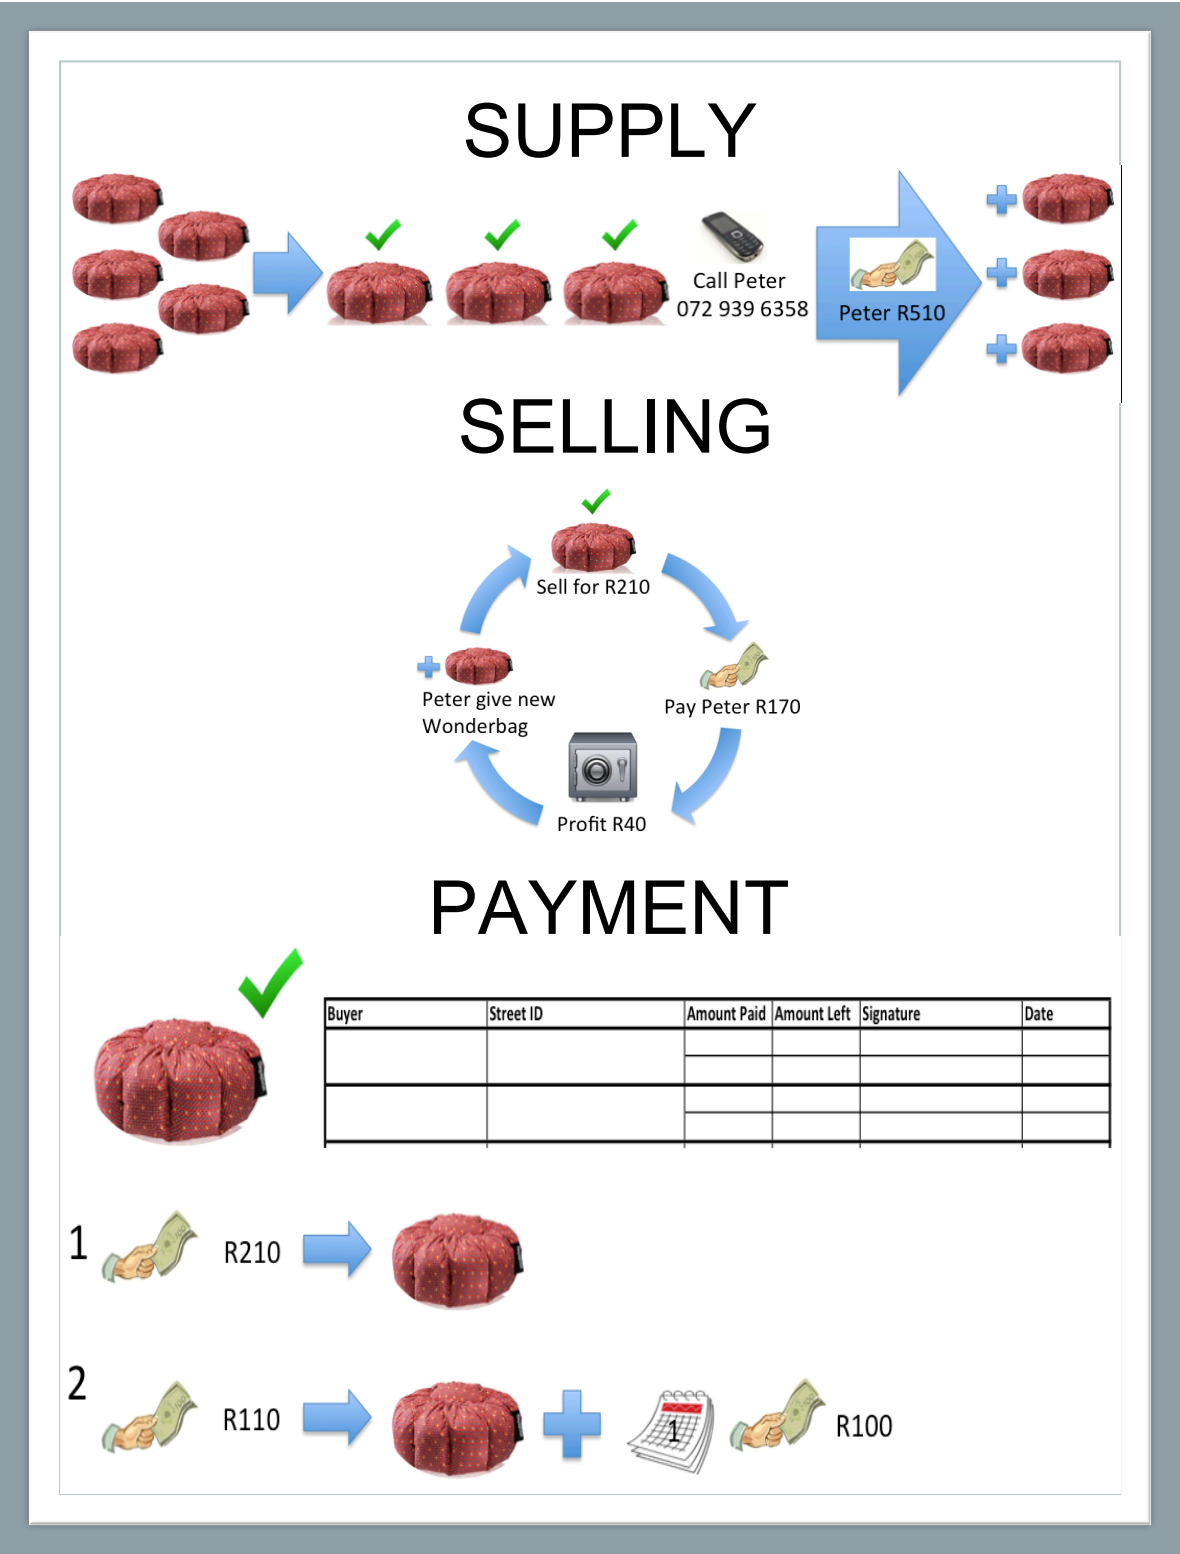 SUPPLY
Call Peter
072 939 6358
Peter R510
SELLING
Sell for R210
Pay Peter R170
Profit R40
Peter give new
Wonderbag
PAYMENT
Buyer Street ID Amount Paid Amount Left Signature Date
1 R210
2 R110 1 R100